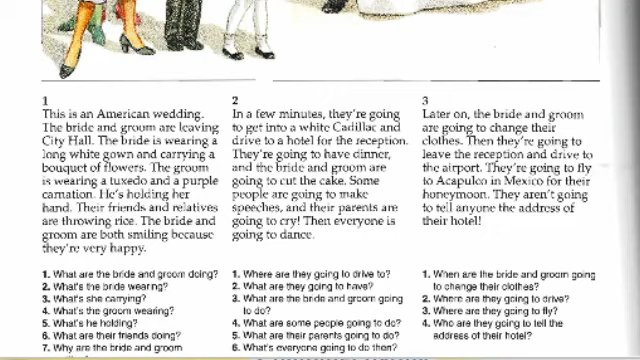 1
This is an American wedding.
The bride and groom are leaving
City Hall. The bride is wearing a
long white gown and carrying a
bouquet of flowers. The groom
is wearing a tuxedo and a purple
carnation. He's holding her
hand. Their friends and relatives
are throwing rice. The bride and
groom are both smiling because
they're very happy.
1. What are the bride and groom doing?
2. What's the bride wearing?
3. What's she carrying?
4. What's the groom wearing?
5. What's he holding?
6. What are their friends doing?
7. Why are the bride and groom
2
In a few minutes, they're going
to get into a white Cadillac and
drive to a hotel for the reception.
They're going to have dinner,
and the bride and groom are
going to cut the cake. Some
people are going to make
speeches, and their parents are
going to cry! Then everyone is
going to dance.
1. Where are they going to drive to?
2. What are they going to have?
3. What are the bride and groom going
to do?
4. What are some people going to do?
5. What are their parents going to do?
6. What's everyone going to do then?
3
Later on, the bride and groom
are going to change their
clothes. Then they're going to
leave the reception and drive to
the airport. They're going to fly
to Acapulco in Mexico for their
honeymoon. They aren't going
to tell anyone the address of
their hotel!
1. When are the bride and groom going
to change their clothes?
2. Where are they going to drive?
3. Where are they going to fly?
4. Who are they going to tell the
address of their hotel?